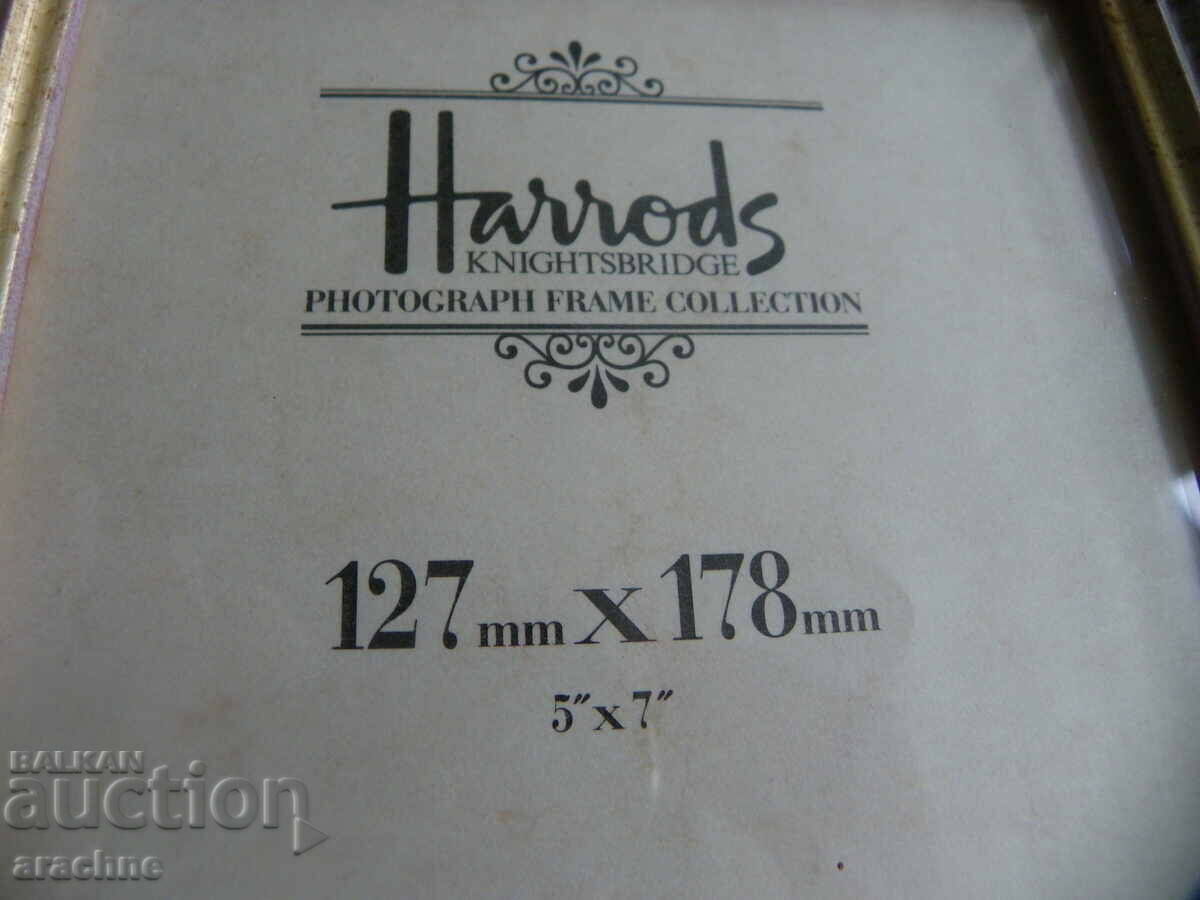 Harrods
KNIGHTSBRIDGE
PHOTOGRAPH FRAME COLLECTION
127mm X 178mm
5"x7"
BALKAN
auction
arachne